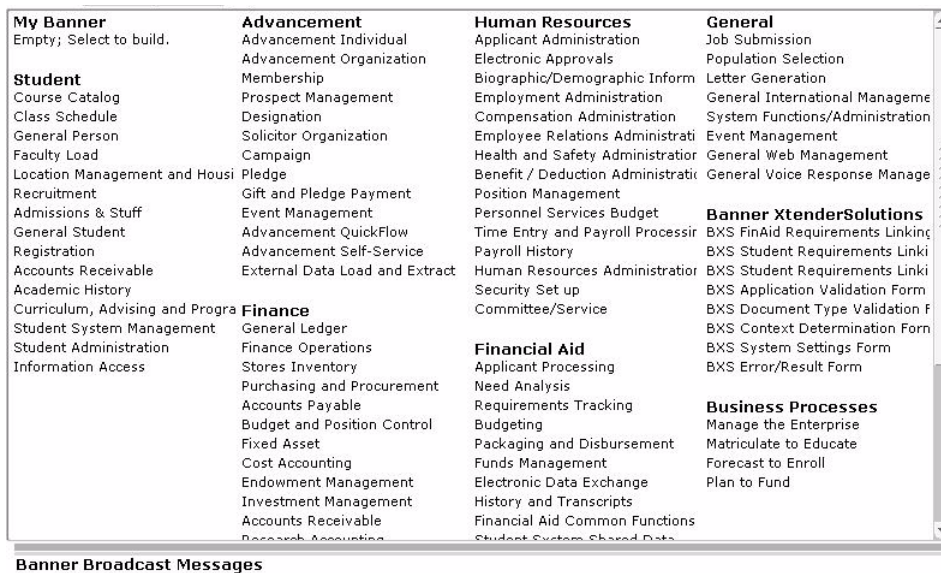 My Banner
Empty; Select to build.
Student
Course Catalog
Class Schedule
General Person
Faculty Load
Location Management and Housi
Recruitment
Admissions & Stuff
General Student
Registration
Accounts Receivable
Academic History
Curriculum, Advising and Progra
Student System Management
Student Administration
Information Access
Advancement
Advancement Individual
Advancement Organization
Membership
Prospect Management
Designation
Solicitor Organization
Campaign
Pledge
Gift and Pledge Payment
Event Management
Advancement QuickFlow
Advancement Self-Service
External Data Load and Extract
Finance
General Ledger
Finance Operations
Stores Inventory
Purchasing and Procurement
Accounts Payable
Budget and Position Control
Fixed Asset
Cost Accounting
Endowment Management
Investment Management
Accounts Receivable
Research Accounting
Human Resources
Applicant Administration
Electronic Approvals
Biographic/Demographic Inform
Employment Administration
Compensation Administration
Employee Relations Administrati
Health and Safety Administration
Benefit / Deduction Administratic
Position Management
Personnel Services Budget
Time Entry and Payroll Processin
Payroll History
Human Resources Administration
Security Set up
Committee/Service
Financial Aid
Applicant Processing
Need Analysis
Requirements Tracking
Budgeting
Packaging and Disbursement
Funds Management
Electronic Data Exchange
History and Transcripts
Financial Aid Common Functions
Student System Shared Data
General
Job Submission
Population Selection
Letter Generation
General International Manageme
System Functions/Administration
Event Management
General Web Management
General Voice Response Manage
Banner XtenderSolutions
BXS FinAid Requirements Linking
BXS Student Requirements Linki
BXS Student Requirements Linki
BXS Application Validation Form
BXS Document Type Validation F
BXS Context Determination Form
BXS System Settings Form
BXS Error/Result Form
Business Processes
Manage the Enterprise
Matriculate to Educate
Forecast to Enroll
Plan to Fund
Banner Broadcast Messages